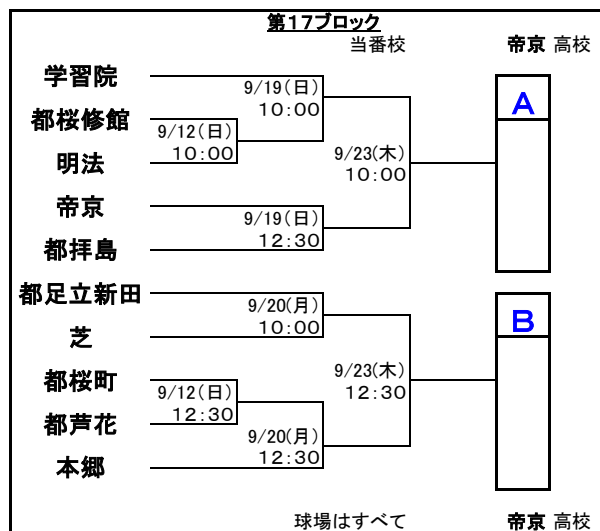 第17ブロック
当番校 帝京 高校
学習院
9/19(日)
10:00
A
都桜修館
9/12(日)
10:00
明法
9/23(木)
10:00
帝京
9/19(日)
12:30
都拝島
都足立新田
9/20(月)
10:00
B
芝
9/23(木)
12:30
都桜町
9/12(日)
12:30
都芦花
9/20(月)
12:30
本郷
球場はすべて 帝京 高校